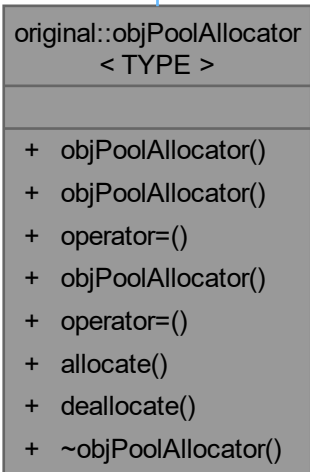 original::objPoolAllocator
< TYPE >
+ objPoolAllocator()
+ objPoolAllocator()
+ operator=()
+ objPoolAllocator()
+ operator=()
+ allocate()
+ deallocate()
+ ~objPoolAllocator()